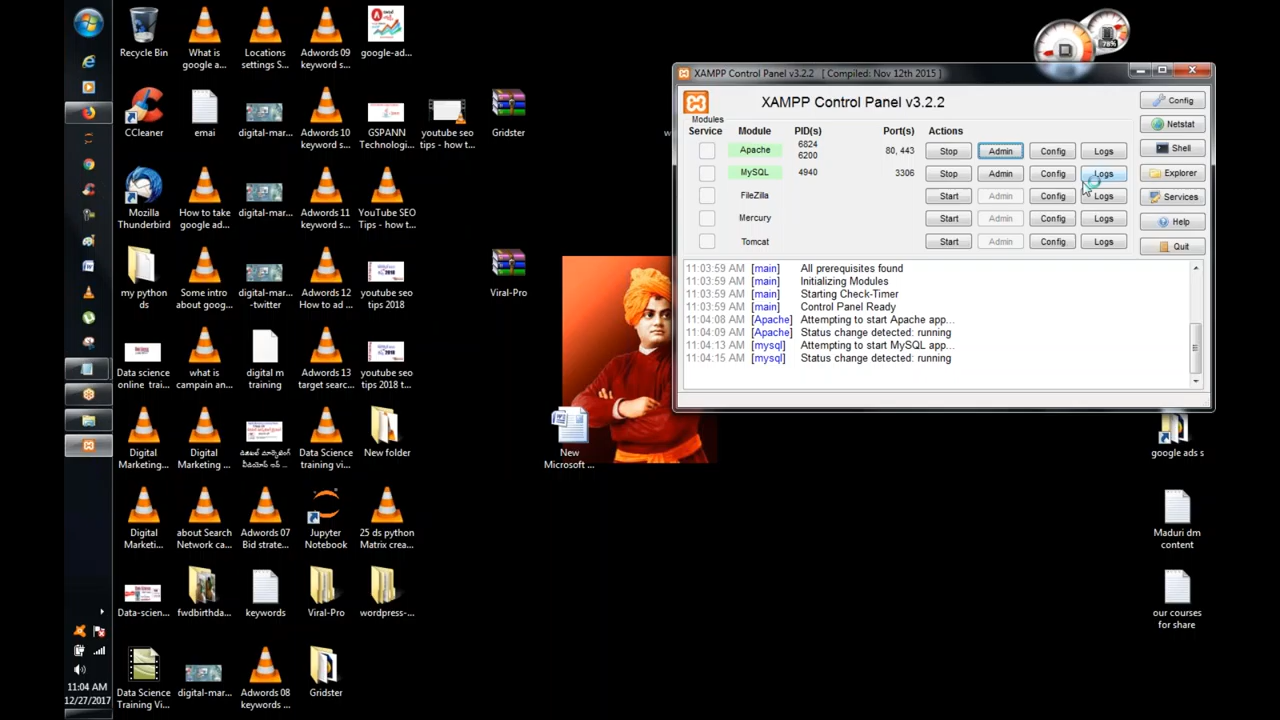 Recycle Bin
What is
google a...
Locations
settings S...
Adwords 09
keyword s...
google-ad...
CCleaner
emai
digital-mar...
Adwords 10
keyword s...
GSPANN
Technologi...
youtube seo
tips - how t...
Gridster
Mozilla
Thunderbird
How to take
google ad...
digital-mar...
Adwords 11
keyword s...
YouTube SEO
Tips - how t...
my python
ds
Some intro
about goog...
digital-mar...
-twitter
Adwords 12
How to ad ...
youtube seo
tips 2018
Viral-Pro
Data science
online trai...
what is
campain an...
digital m
training
Adwords 13
target searc...
youtube seo
tips 2018 t...
Digital
Marketing...
Digital
Marketing ...
Data Science
training vi...
New folder
New
Microsoft ...
Digital
Marketi...
about Search
Network ca...
Adwords 07
Bid strate...
Jupyter
Notebook
25 ds python
Matrix crea...
Data-scien...
fwdbirthda...
keywords
Viral-Pro
wordpress-...
Data Science
Training Vi...
digital-mar...
Adwords 08
keywords ...
Gridster
11:04 AM
12/27/2017
78%
XAMPP Control Panel v3.2.2 [ Compiled: Nov 12th 2015 ]
XAMPP Control Panel v3.2.2
Config
Modules
Service Module PID(s) Port(s) Actions
Netstat
Apache 6824 6200 80, 443 Stop Admin Config Logs
Shell
MySQL 4940 3306 Stop Admin Config Logs
Explorer
FileZilla Start Admin Config Logs
Services
Mercury Start Admin Config Logs
Help
Tomcat Start Admin Config Logs
Quit
11:03:59 AM [main] All prerequisites found
11:03:59 AM [main] Initializing Modules
11:03:59 AM [main] Starting Check-Timer
11:03:59 AM [main] Control Panel Ready
11:04:08 AM [Apache] Attempting to start Apache app...
11:04:09 AM [Apache] Status change detected: running
11:04:13 AM [mysql] Attempting to start MySQL app...
11:04:15 AM [mysql] Status change detected: running
google ads s
Maduri dm
content
our courses
for share